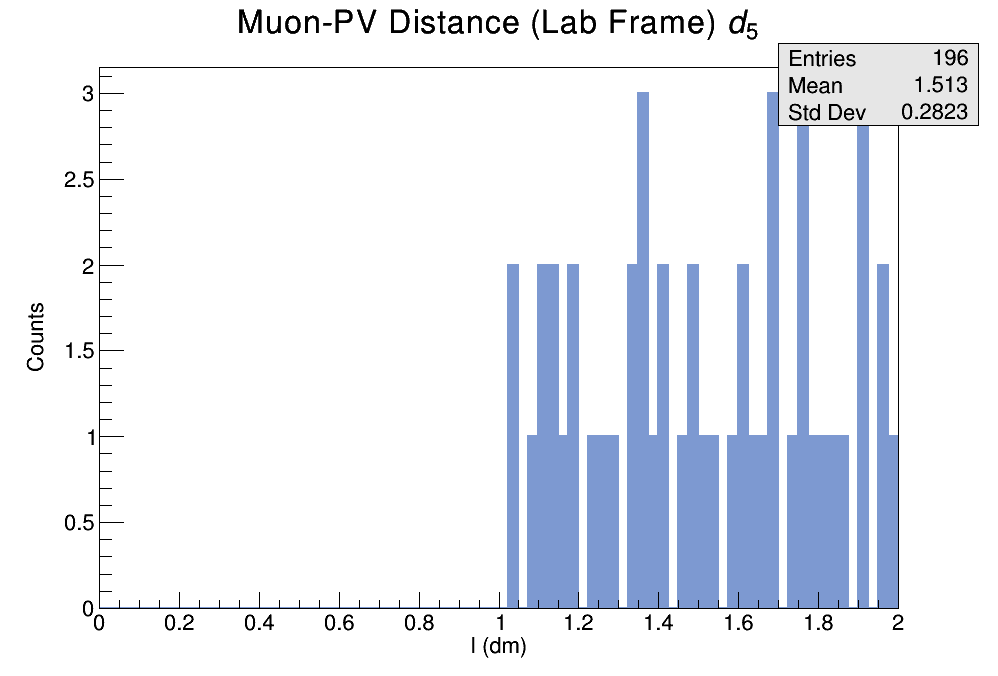 Muon-PV Distance (Lab Frame) d5
Entries 196
Mean 1.513
Std Dev 0.2823
3
2.5
2
1.5
1
0.5
0
Counts
0 0.2 0.4 0.6 0.8 1 1.2 1.4 1.6 1.8 2
l (dm)